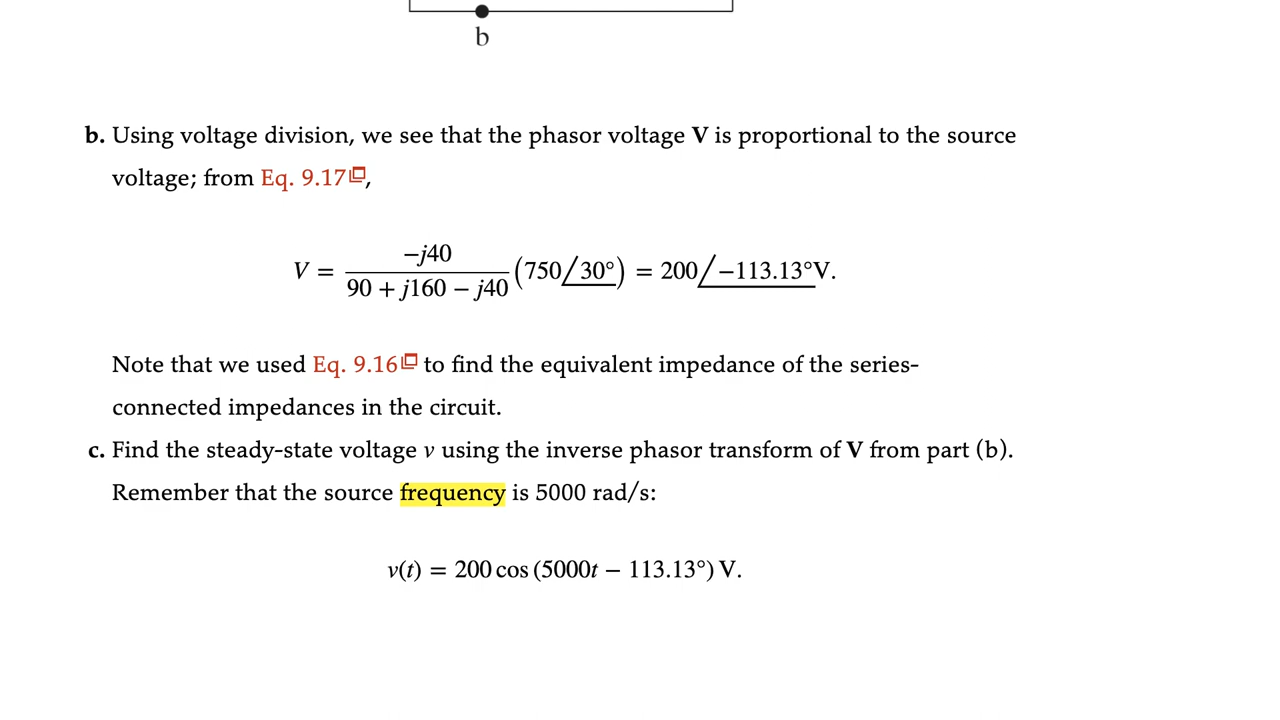 b
b. Using voltage division, we see that the phasor voltage V is proportional to the source
voltage; from Eq. 9.17,
V = −j40 / (90 + j160 − j40) (750∠30°) = 200∠−113.13°V.
Note that we used Eq. 9.16 to find the equivalent impedance of the series-
connected impedances in the circuit.
c. Find the steady-state voltage v using the inverse phasor transform of V from part (b).
Remember that the source frequency is 5000 rad/s:
v(t) = 200 cos (5000t − 113.13°) V.